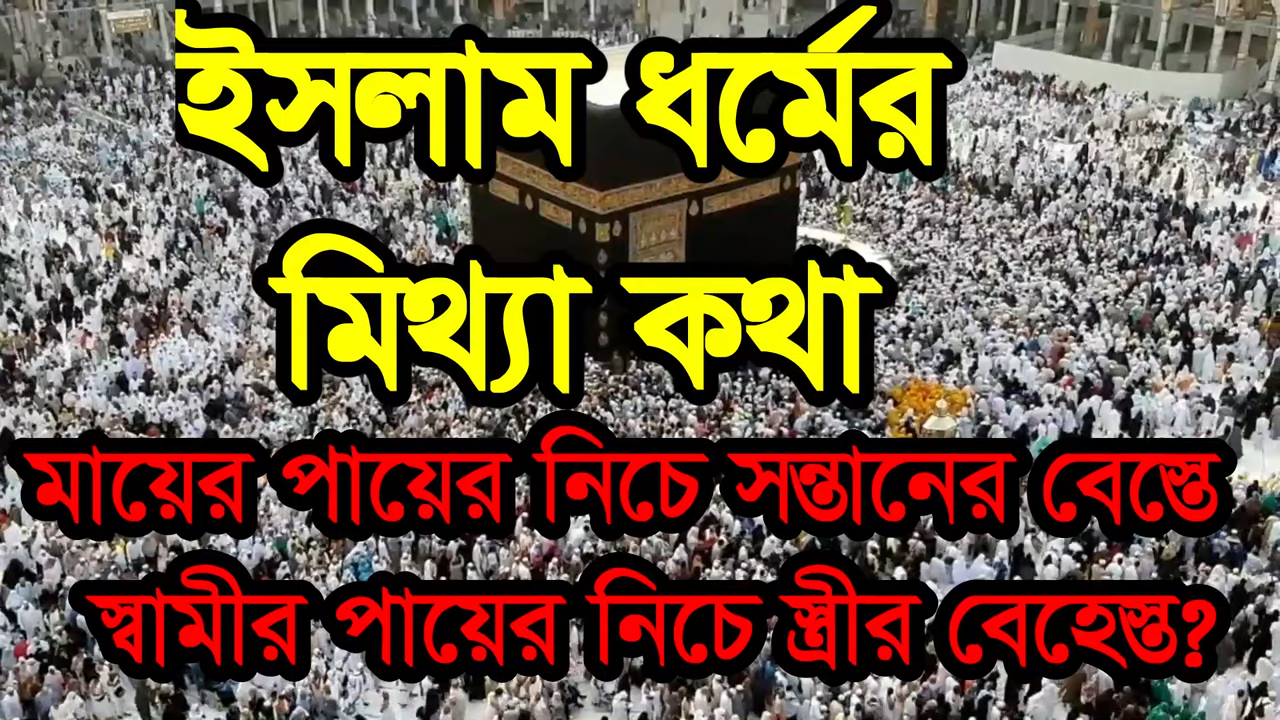 ইসলাম ধর্মের
মিথ্যা কথা
মায়ের পায়ের নিচে সন্তানের বেস্তে
স্বামীর পায়ের নিচে স্ত্রীর বেহেস্ত?